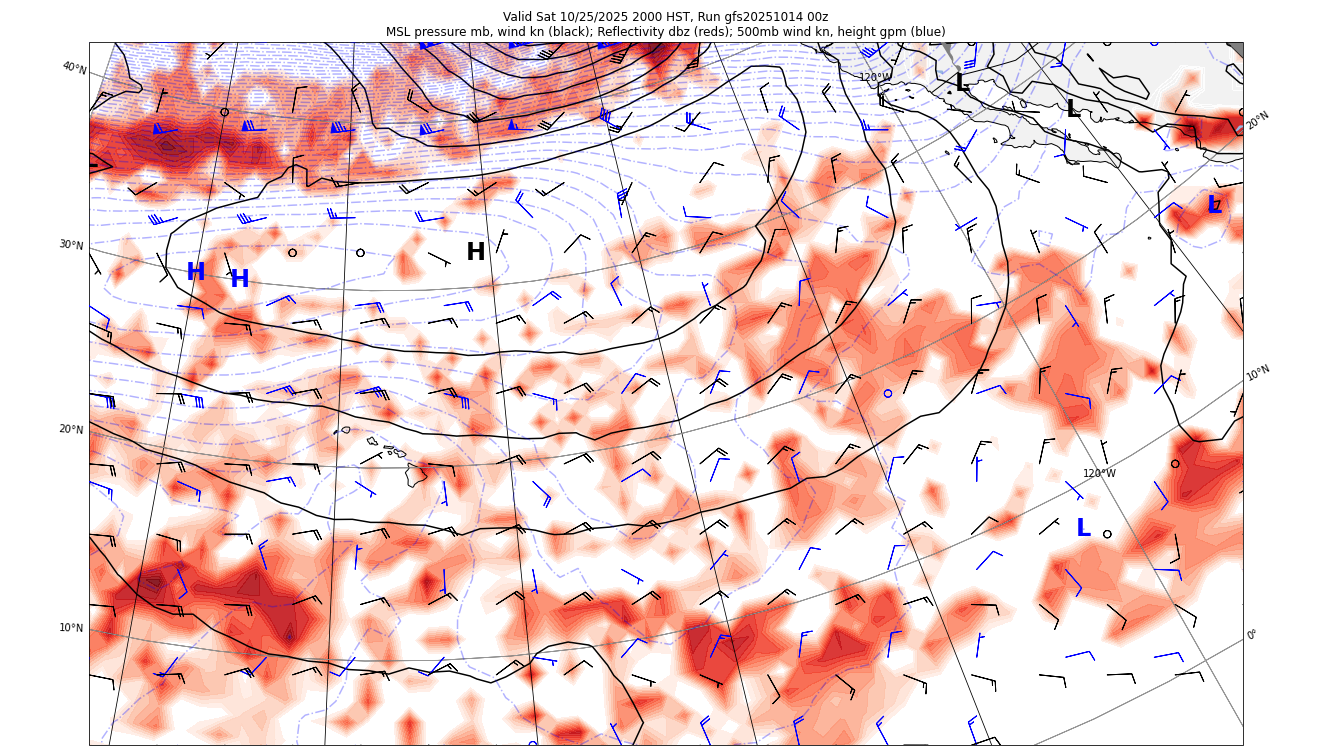 Valid Sat 10/25/2025 2000 HST, Run gfs20251014 00z
MSL pressure mb, wind kn (black); Reflectivity dbz (reds); 500mb wind kn, height gpm (blue)
40°N
120°W
L
L
0
20°N
L
L
30°N
H
H
H
10°N
20°N
120°W
L
10°N
0°